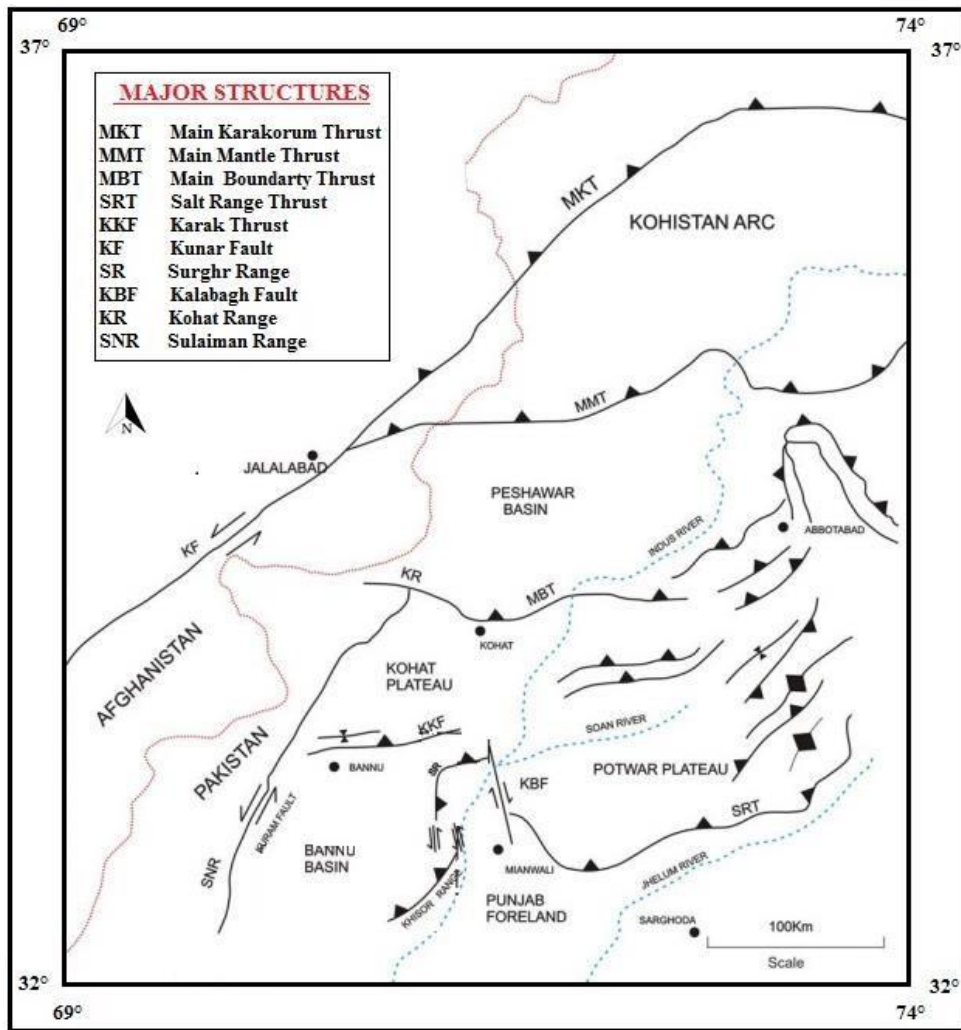 69°
74°
37°
37°
MAJOR STRUCTURES
MKT Main Karakorum Thrust
MMT Main Mantle Thrust
MBT Main Boundarty Thrust
SRT Salt Range Thrust
KKF Karak Thrust
KF Kunar Fault
SR Surghr Range
KBF Kalabagh Fault
KR Kohat Range
SNR Sulaiman Range
MKT
KOHISTAN ARC
N
MMT
JALALABAD
PESHAWAR
BASIN
INDUS RIVER
ABBOTABAD
KF
KR
MBT
KOHAT
AFGHANISTAN
PAKISTAN
KOHAT
PLATEAU
KKF
BANNU
SOAN RIVER
SR
KBF
POTWAR PLATEAU
SRT
KURAM FAULT
SNR
BANNU
BASIN
MIANWALI
KHISOR RANGE
PUNJAB
FORELAND
JHELUM RIVER
SARGHODA
100Km
Scale
32°
32°
69°
74°